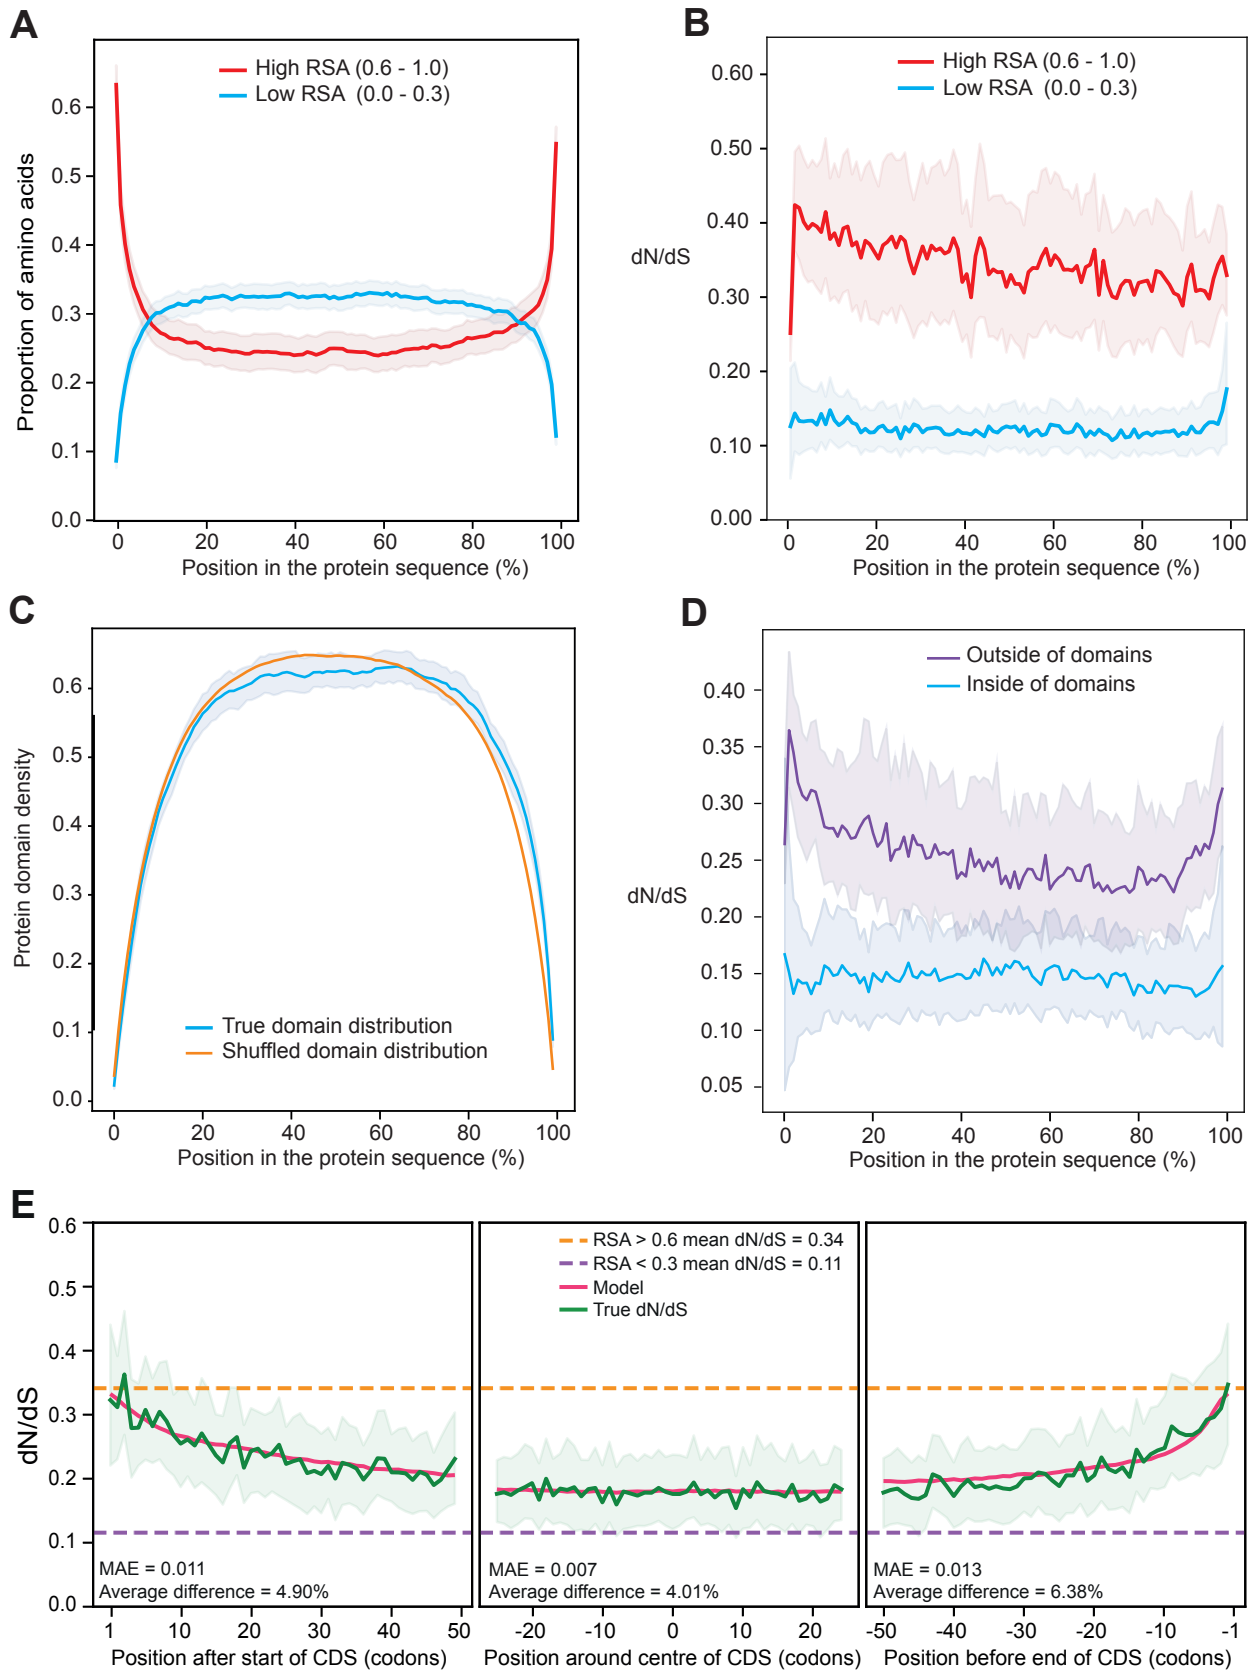 A
High RSA (0.6 - 1.0)
Low RSA (0.0 - 0.3)
Proportion of amino acids
0.6
0.5
0.4
0.3
0.2
0.1
0.0
0 20 40 60 80 100
Position in the protein sequence (%)
B
High RSA (0.6 - 1.0)
Low RSA (0.0 - 0.3)
dN/dS
0.60
0.50
0.40
0.30
0.20
0.10
0.00
0 20 40 60 80 100
Position in the protein sequence (%)
C
Protein domain density
0.6
0.5
0.4
0.3
0.2
0.1
0.0
True domain distribution
Shuffled domain distribution
0 20 40 60 80 100
Position in the protein sequence (%)
D
Outside of domains
Inside of domains
dN/dS
0.40
0.35
0.30
0.25
0.20
0.15
0.10
0.05
0 20 40 60 80 100
Position in the protein sequence (%)
E
dN/dS
0.6
0.5
0.4
0.3
0.2
0.1
0.0
MAE = 0.011
Average difference = 4.90%
1 10 20 30 40 50
Position after start of CDS (codons)
RSA > 0.6 mean dN/dS = 0.34
RSA < 0.3 mean dN/dS = 0.11
Model
True dN/dS
MAE = 0.007
Average difference = 4.01%
-20 -10 0 10 20
Position around centre of CDS (codons)
MAE = 0.013
Average difference = 6.38%
-50 -40 -30 -20 -10 -1
Position before end of CDS (codons)